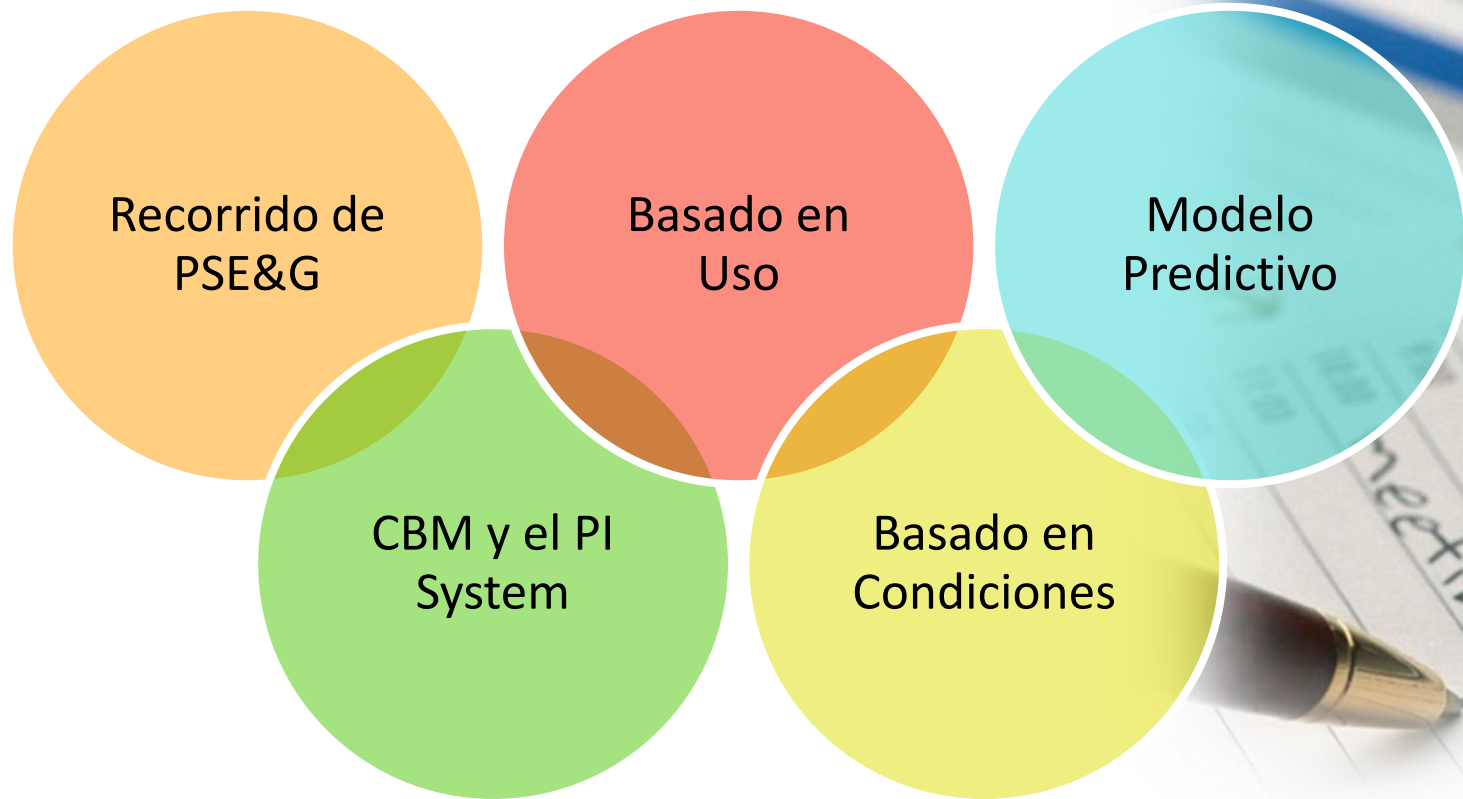 Recorrido de
PSE&G
CBM y el PI
System
Basado en
Uso
Basado en
Condiciones
Modelo
Predictivo